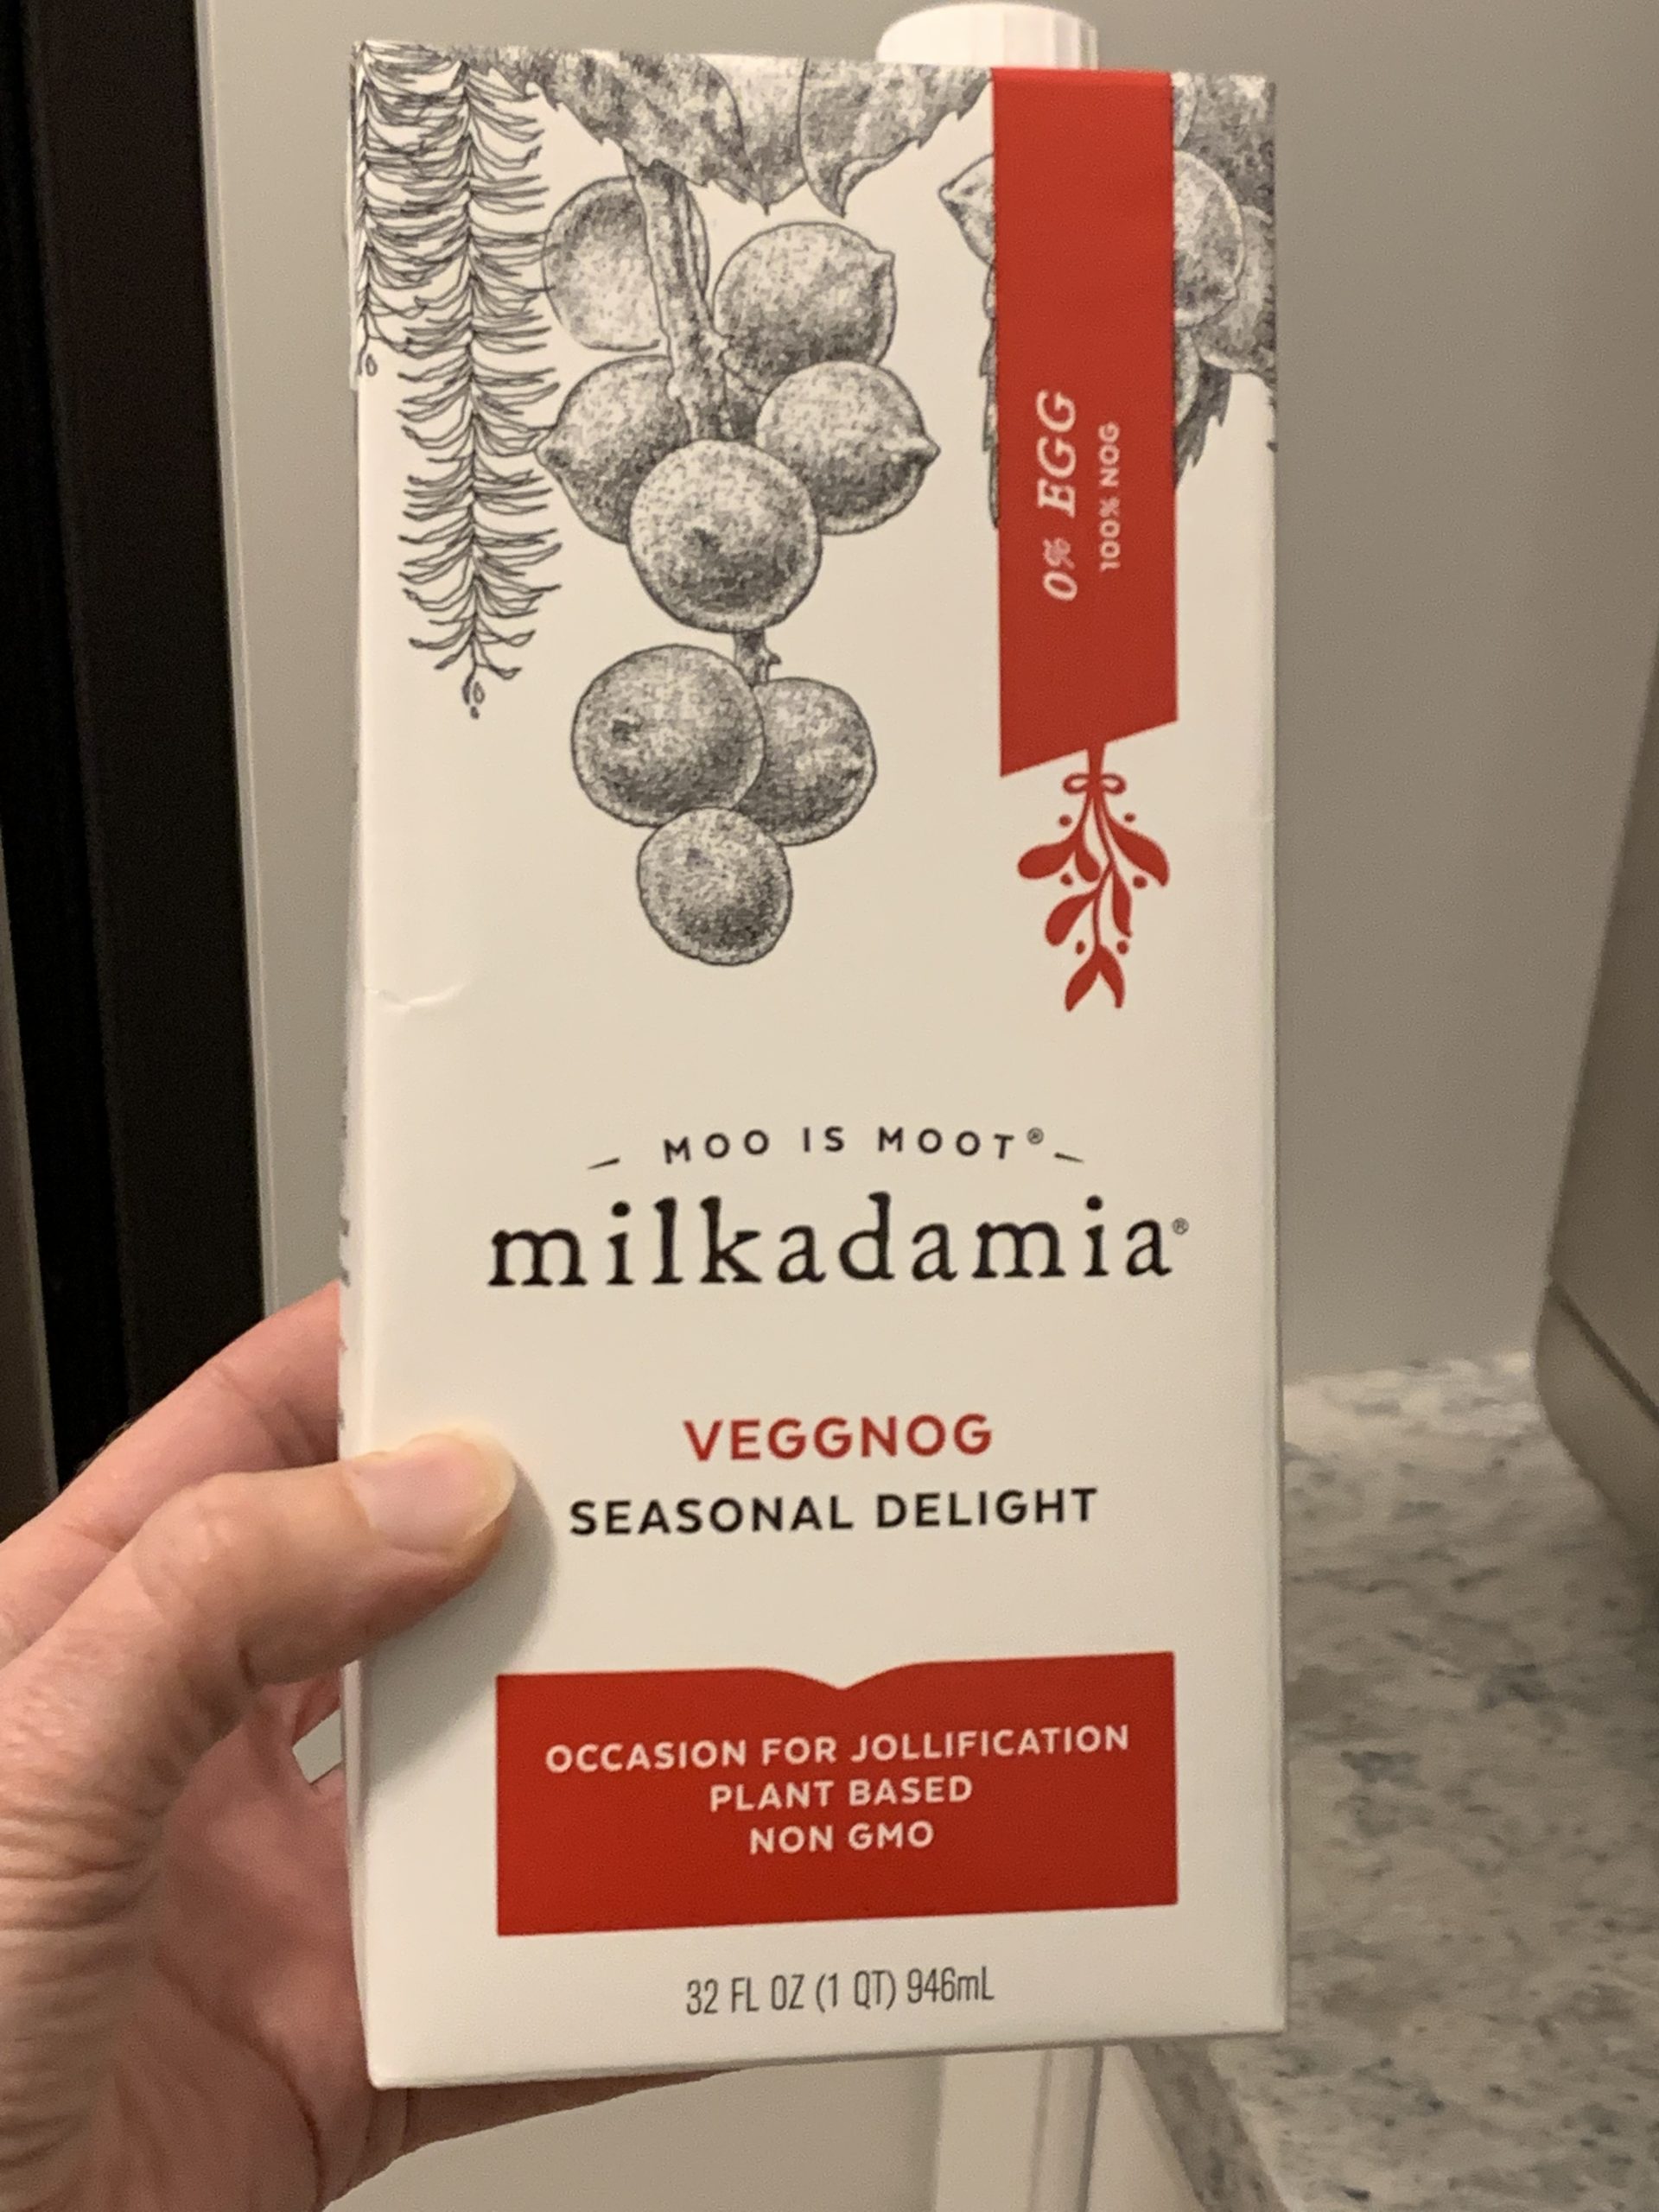 0% EGG
100% NOG
MOO IS MOOT®
milkadamia®
VEGGNOG
SEASONAL DELIGHT
OCCASION FOR JOLLIFICATION
PLANT BASED
NON GMO
32 FL OZ (1 QT) 946mL